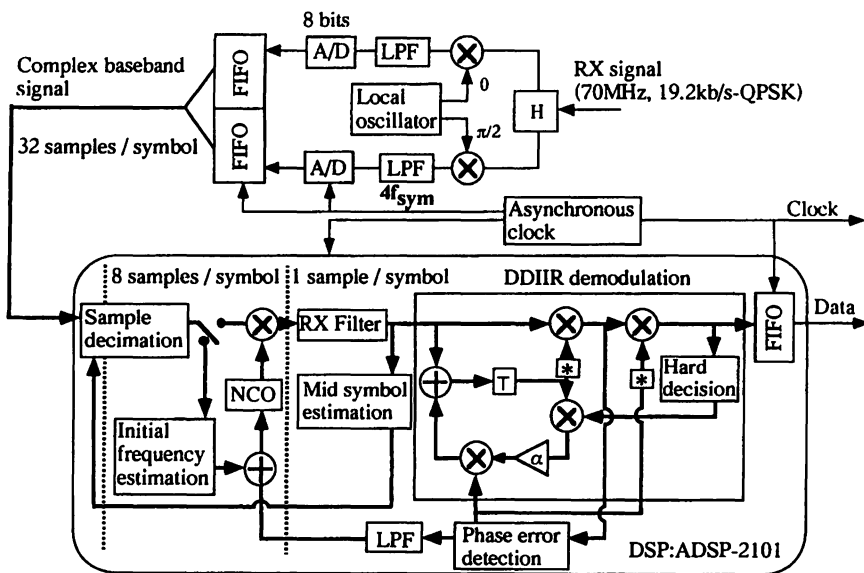 8 bits
FIFO
A/D
LPF
Complex baseband
signal
RX signal
(70MHz, 19.2kb/s-QPSK)
0
Local
oscillator
H
π/2
32 samples / symbol
FIFO
A/D
LPF
4fsym
Asynchronous
clock
Clock
8 samples / symbol
1 sample / symbol
DDIIR demodulation
Sample
decimation
RX Filter
FIFO
Data
*
*
Hard
decision
NCO
Mid symbol
estimation
T
Initial
frequency
estimation
α
LPF
Phase error
detection
DSP:ADSP-2101